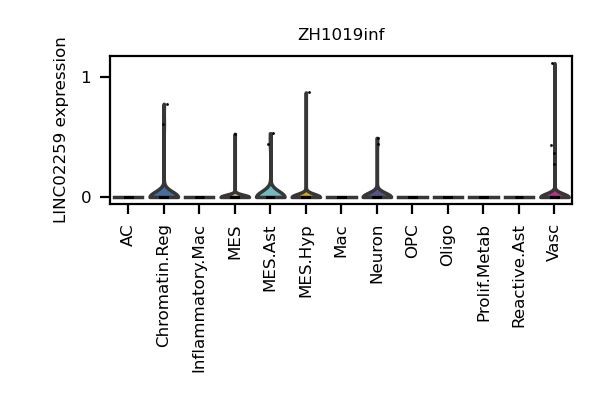 ZH1019inf
LINC02259 expression
1
0
AC
Chromatin.Reg
Inflammatory.Mac
MES
MES.Ast
MES.Hyp
Mac
Neuron
OPC
Oligo
Prolif.Metab
Reactive.Ast
Vasc